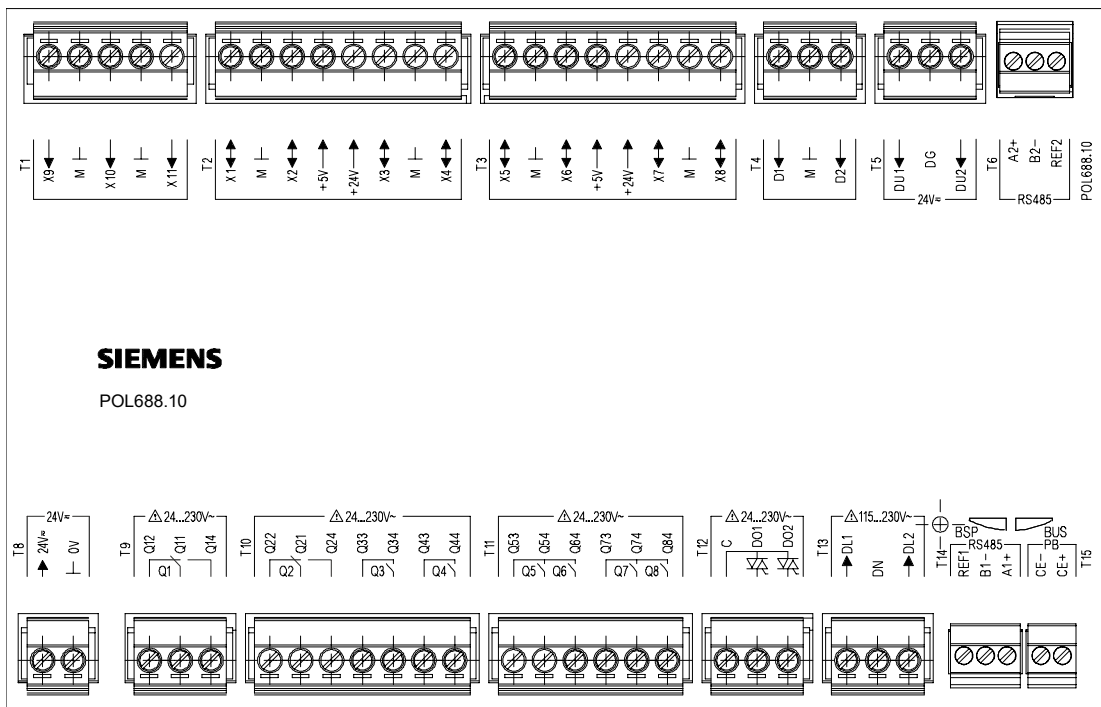 T1 X9 M X10 M X11
T2 X1 M X2 +5V +24V X3 M X4
T3 X5 M X6 +5V +24V X7 M X8
T4 D1 M D2
T5 DU1 DG DU2
24V≂
T6 A2+ B2- REF2
RS485
POL688.10
SIEMENS
POL688.10
24V≂
T8 24V≂ 0V
24...230V~
T9 Q12 Q11 Q14
Q1
24...230V~
T10 Q22 Q21 Q24 Q33 Q34 Q43 Q44
Q2 Q3 Q4
24...230V~
T11 Q53 Q54 Q64 Q73 Q74 Q84
Q5 Q6 Q7 Q8
24...230V~
T12 C DO1 DO2
115...230V~
T13 DL1 DN DL2
BSP BUS
RS485 PB
T14 REF1 B1- A1+
CE- CE+ T15